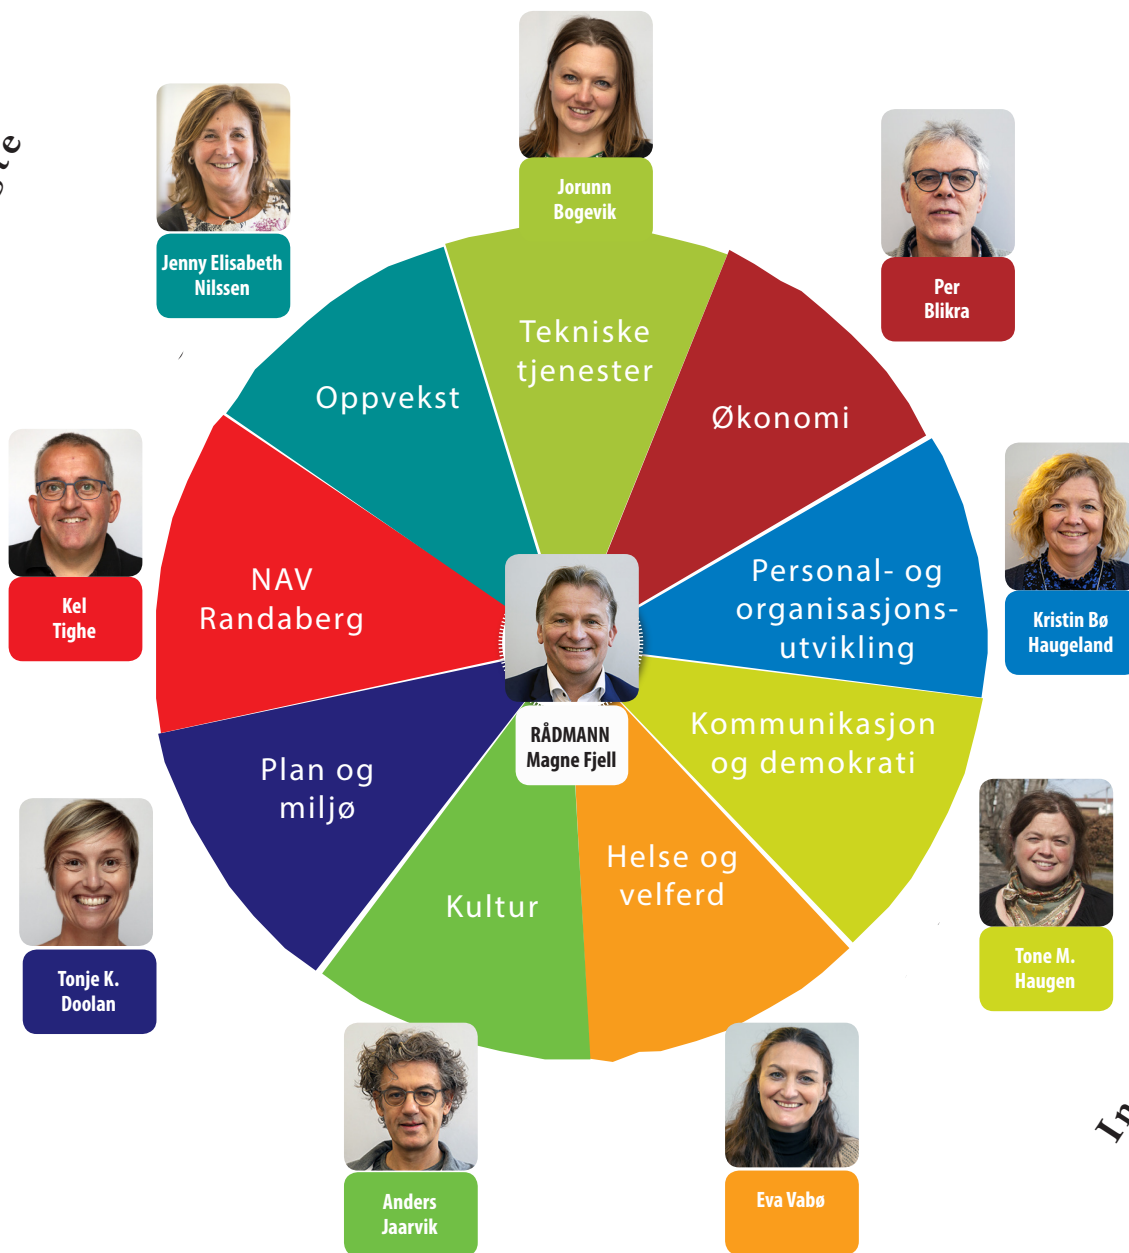 Jorunn
Bogevik
Jenny Elisabeth
Nilssen
Per
Blikra
Tekniske
tjenester
Oppvekst
Økonomi
Kel
Tighe
NAV
Randaberg
Personal- og
organisasjons-
utvikling
Kristin Bø
Haugeland
RÅDMANN
Magne Fjell
Kommunikasjon
og demokrati
Plan og
miljø
Helse og
velferd
Kultur
Tonje K.
Doolan
Tone M.
Haugen
Anders
Jaarvik
Eva Vabø